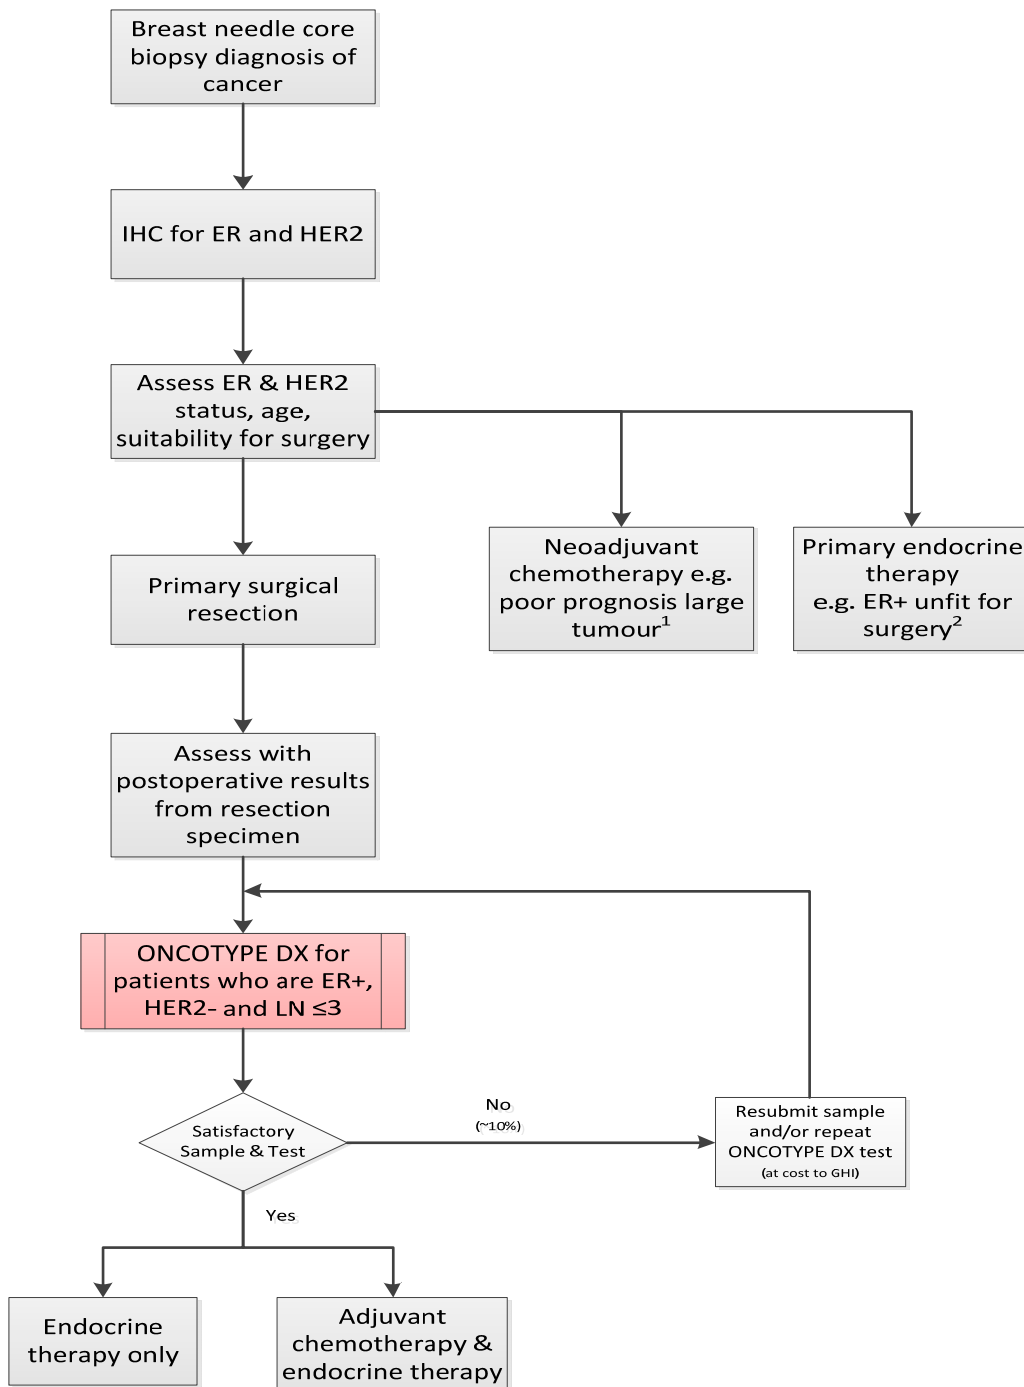 Breast needle core
biopsy diagnosis of
cancer
IHC for ER and HER2
Assess ER & HER2
status, age,
suitability for surgery
Neoadjuvant
chemotherapy e.g.
poor prognosis large
tumour¹
Primary endocrine
therapy
e.g. ER+ unfit for
surgery²
Primary surgical
resection
Assess with
postoperative results
from resection
specimen
ONCOTYPE DX for
patients who are ER+,
HER2- and LN ≤3
Satisfactory
Sample & Test
No
(~10%)
Resubmit sample
and/or repeat
ONCOTYPE DX test
(at cost to GHI)
Yes
Endocrine
therapy only
Adjuvant
chemotherapy &
endocrine therapy